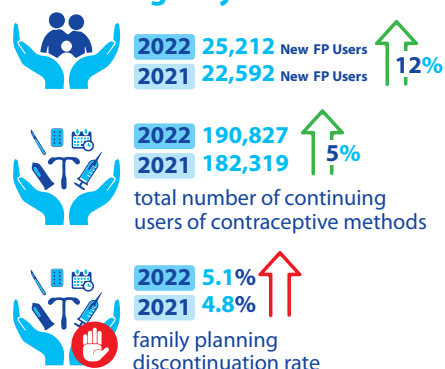 2022 25,212 New FP Users
2021 22,592 New FP Users
12%
2022 190,827
2021 182,319
5%
total number of continuing
users of contraceptive methods
2022 5.1%
2021 4.8%
family planning
discontinuation rate